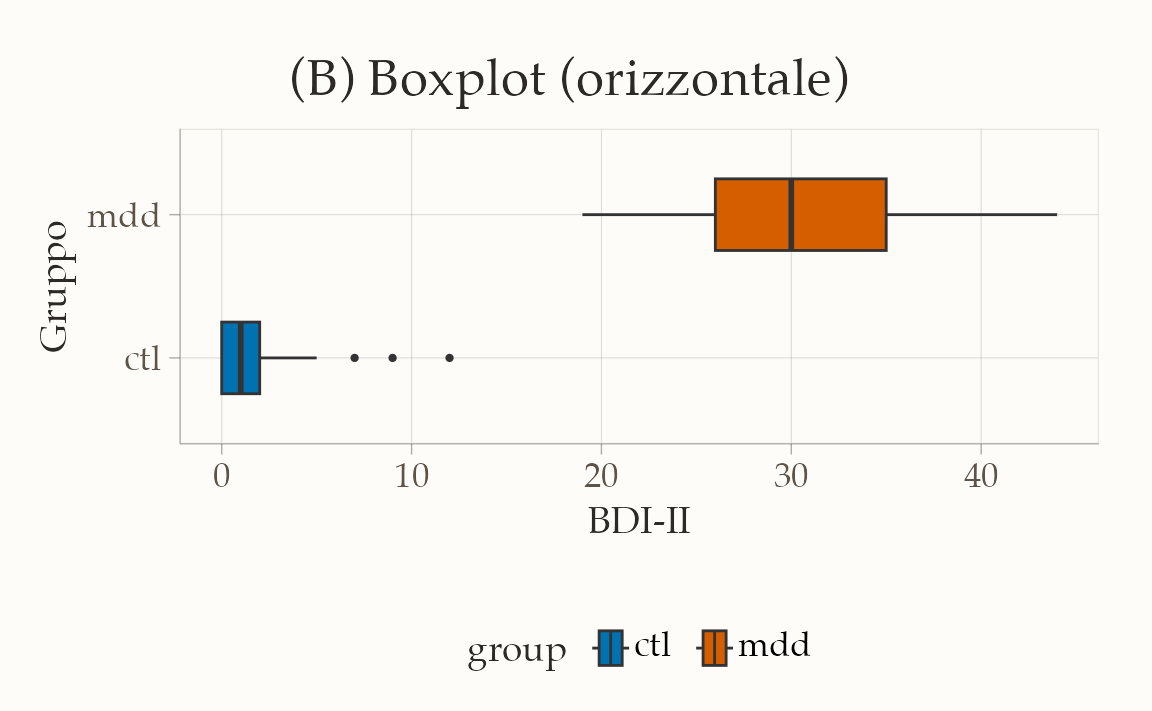 (B) Boxplot (orizzontale)
Gruppo
mdd
ctl
0 10 20 30 40
BDI-II
group ctl mdd